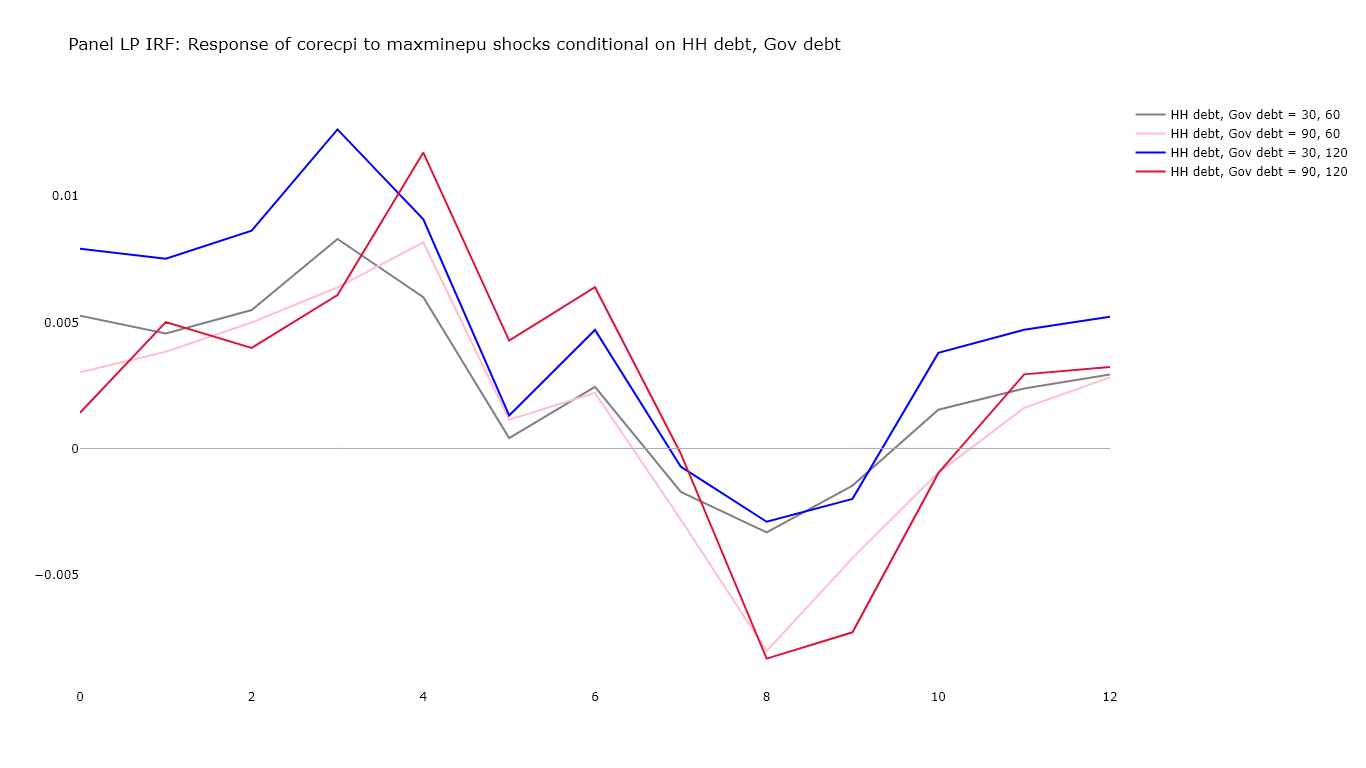 Panel LP IRF: Response of corecpi to maxminepu shocks conditional on HH debt, Gov debt
HH debt, Gov debt = 30, 60
HH debt, Gov debt = 90, 60
HH debt, Gov debt = 30, 120
HH debt, Gov debt = 90, 120
0.01
0.005
0
−0.005
0 2 4 6 8 10 12